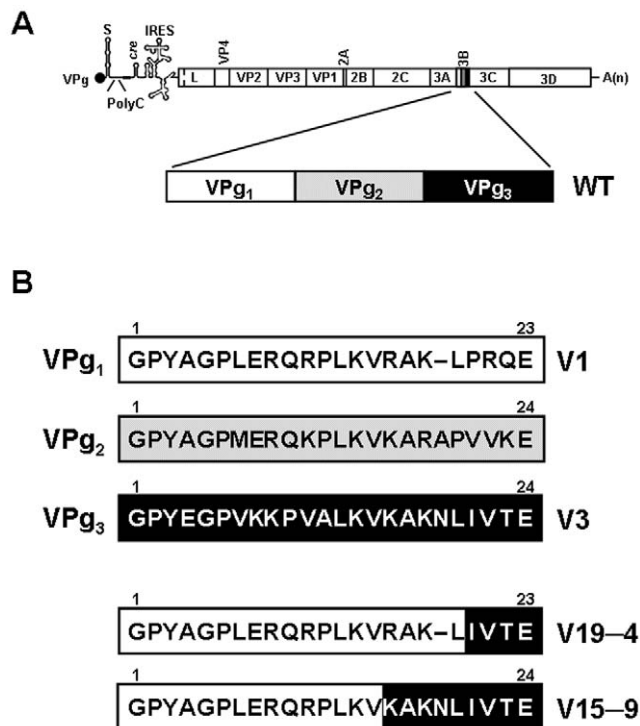 A
S
cre
IRES
VPg
PolyC
L
VP4
VP2
VP3
VP1
2A
2B
2C
3A
3B
3C
3D
A(n)
VPg1 VPg2 VPg3 WT
B
1 23
VPg1 GPYAGPLERQRPLKVRAK–LPRQE V1
1 24
VPg2 GPYAGPMERQKPLKVKARAPVVKE
1 24
VPg3 GPYEGPVKKPVALKVKAKNLIVTE V3
1 23
GPYAGPLERQRPLKVRAK–LIVTE V19–4
1 24
GPYAGPLERQRPLKVKAKNLIVTE V15–9